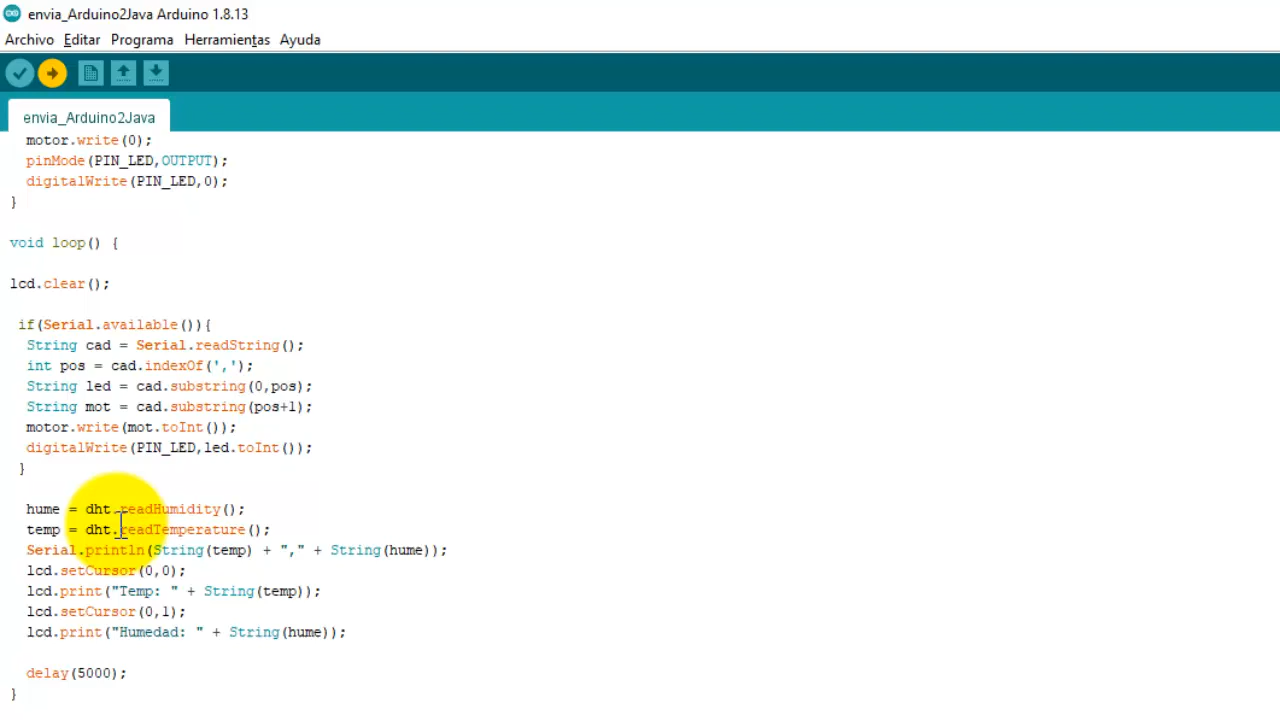 envia_Arduino2Java Arduino 1.8.13
Archivo Editar Programa Herramientas Ayuda
envia_Arduino2Java
motor.write(0);
pinMode(PIN_LED,OUTPUT);
digitalWrite(PIN_LED,0);
}
void loop() {
lcd.clear();
if(Serial.available()){
String cad = Serial.readString();
int pos = cad.indexOf(',');
String led = cad.substring(0,pos);
String mot = cad.substring(pos+1);
motor.write(mot.toInt());
digitalWrite(PIN_LED,led.toInt());
}
hume = dht.readHumidity();
temp = dht.readTemperature();
Serial.println(String(temp) + "," + String(hume));
lcd.setCursor(0,0);
lcd.print("Temp: " + String(temp));
lcd.setCursor(0,1);
lcd.print("Humedad: " + String(hume));
delay(5000);
}